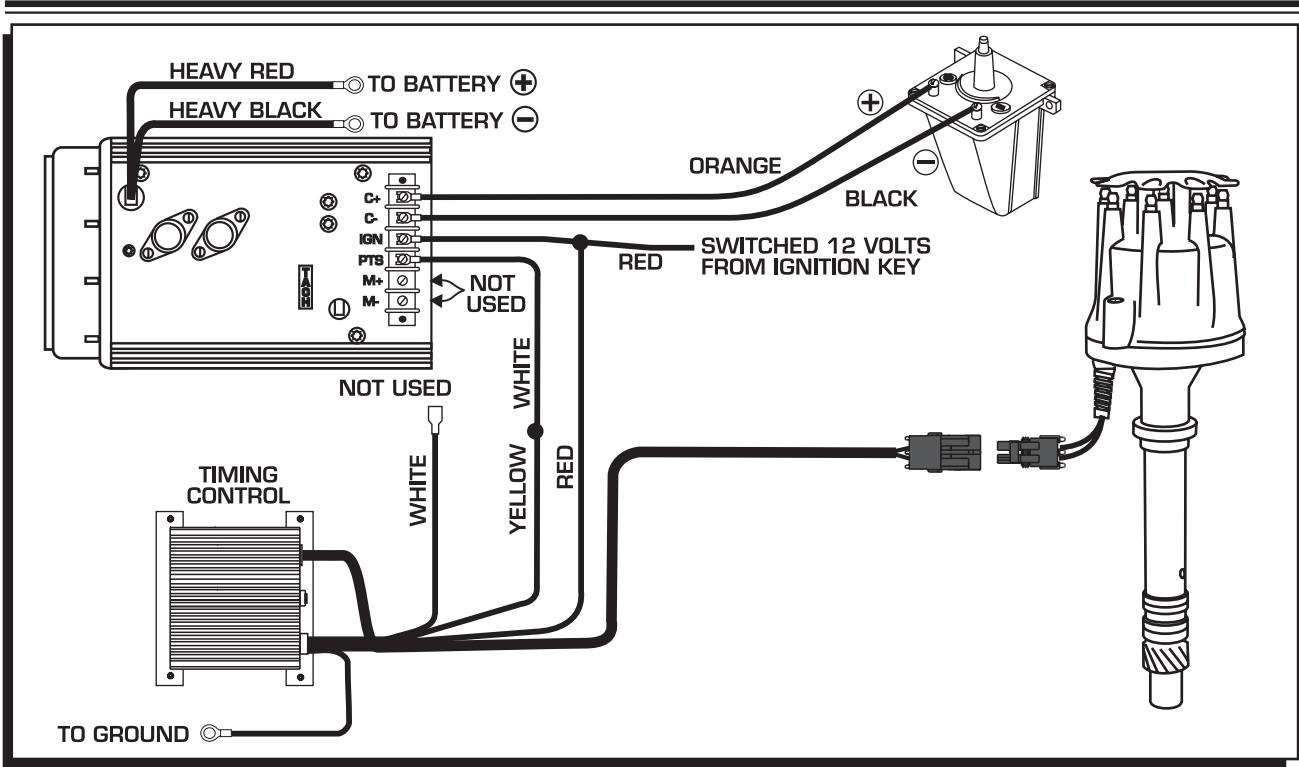 HEAVY RED
TO BATTERY +
HEAVY BLACK
TO BATTERY −
+
ORANGE
−
BLACK
C+
C-
IGN
PTS
M+
M-
TACH
RED
SWITCHED 12 VOLTS
FROM IGNITION KEY
NOT
USED
NOT USED
WHITE
WHITE
YELLOW
RED
TIMING
CONTROL
TO GROUND